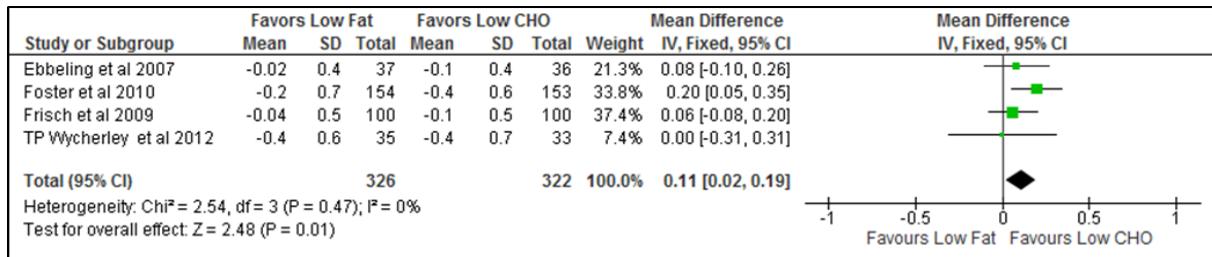 Favors Low Fat Favors Low CHO Mean Difference Mean Difference
Study or Subgroup Mean SD Total Mean SD Total Weight IV, Fixed, 95% CI IV, Fixed, 95% CI
Ebbeling et al 2007 -0.02 0.4 37 -0.1 0.4 36 21.3% 0.08 [-0.10, 0.26]
Foster et al 2010 -0.2 0.7 154 -0.4 0.6 153 33.8% 0.20 [0.05, 0.35]
Frisch et al 2009 -0.04 0.5 100 -0.1 0.5 100 37.4% 0.06 [-0.08, 0.20]
TP Wycherley et al 2012 -0.4 0.6 35 -0.4 0.7 33 7.4% 0.00 [-0.31, 0.31]
Total (95% CI) 326 322 100.0% 0.11 [0.02, 0.19]
Heterogeneity: Chi² = 2.54, df = 3 (P = 0.47); I² = 0%
Test for overall effect: Z = 2.48 (P = 0.01)
-1 -0.5 0 0.5 1
Favours Low Fat Favours Low CHO